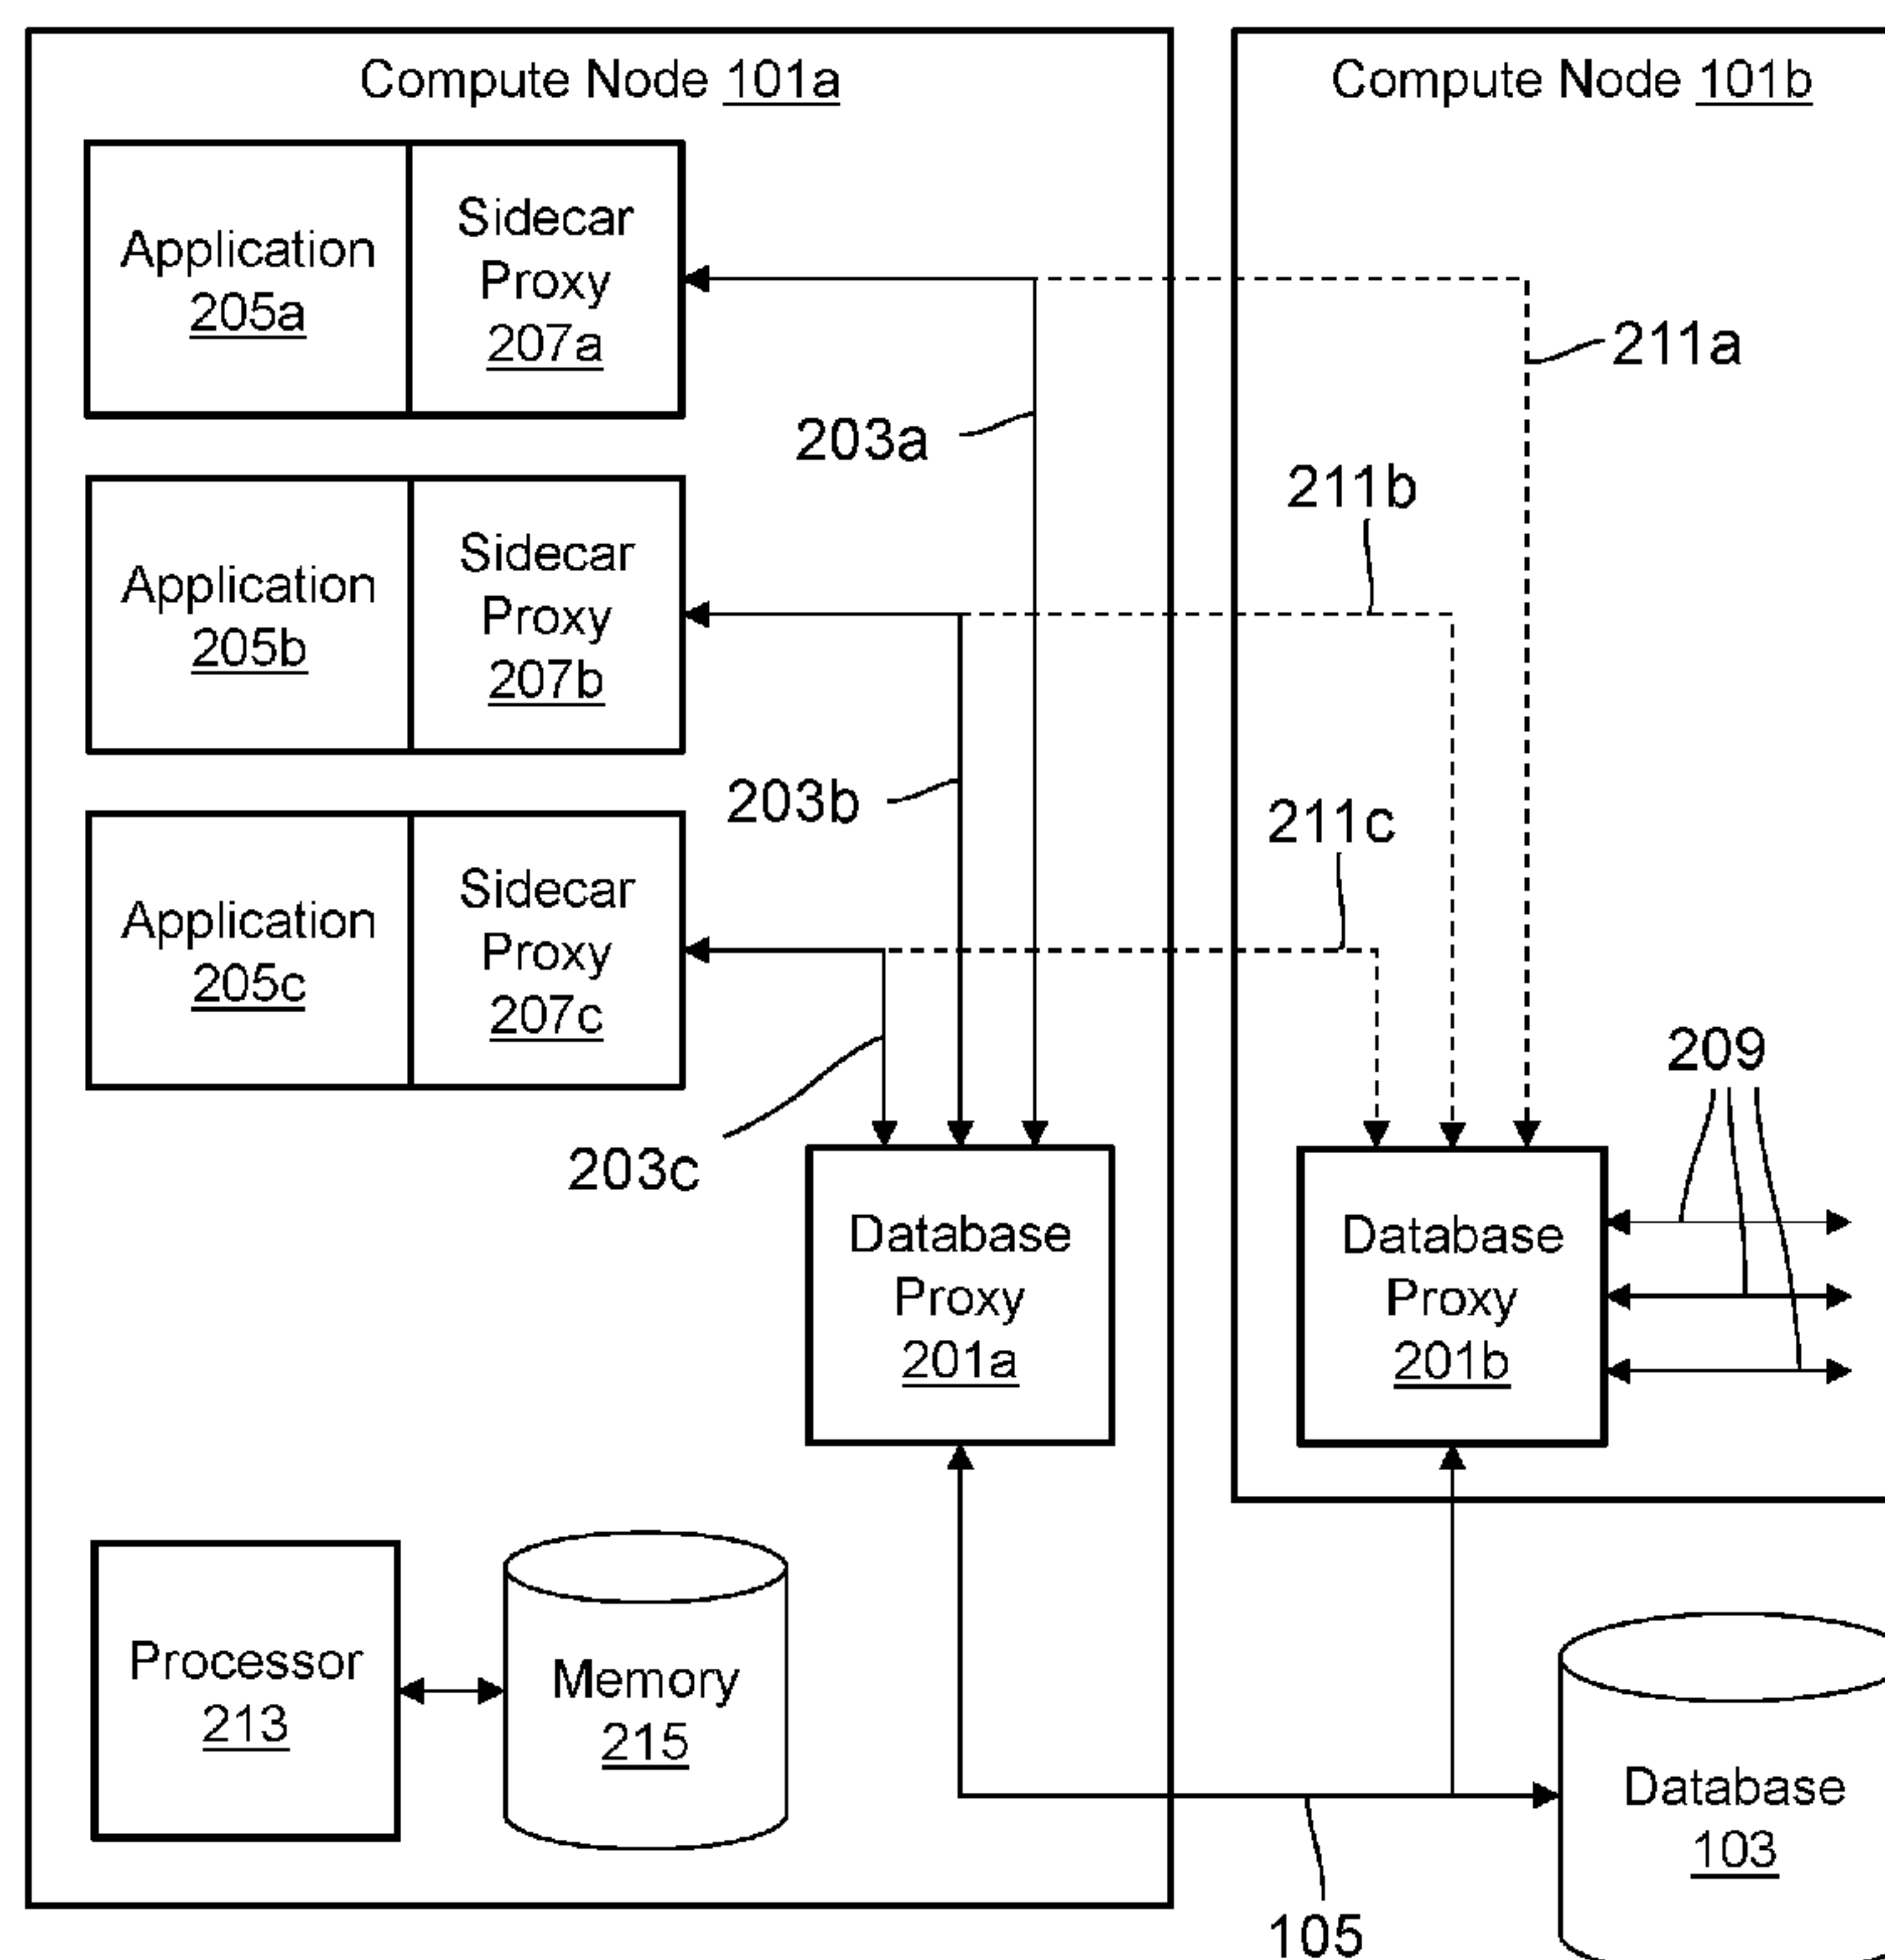 Compute Node 101a
Application
205a
Sidecar
Proxy
207a
203a
Application
205b
Sidecar
Proxy
207b
203b
Application
205c
Sidecar
Proxy
207c
203c
Database
Proxy
201a
Processor
213
Memory
215
Compute Node 101b
211a
211b
211c
209
Database
Proxy
201b
Database
103
105